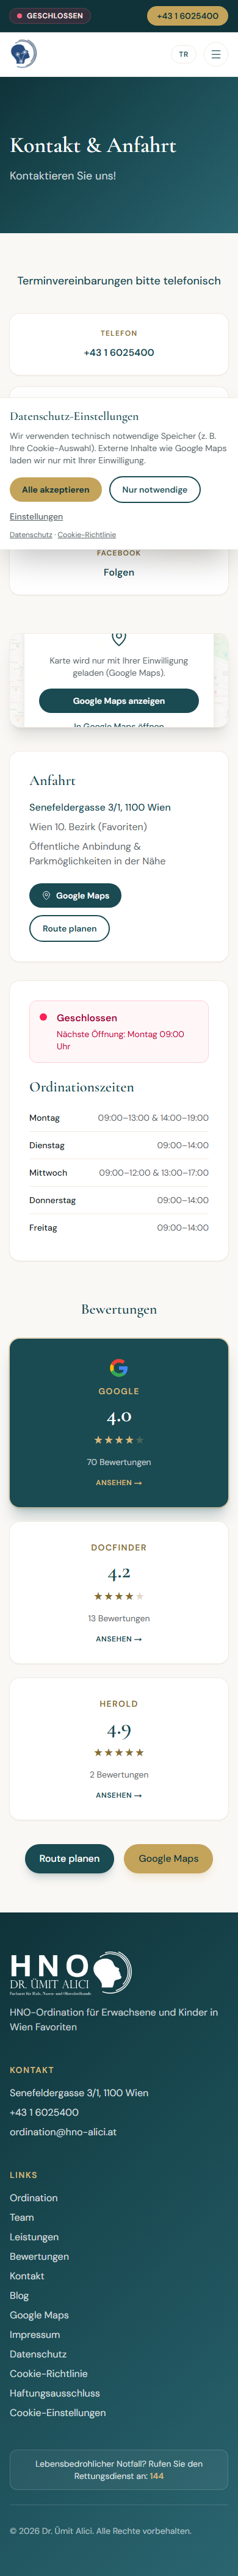 GESCHLOSSEN
+43 1 6025400
TR
Kontakt & Anfahrt
Kontaktieren Sie uns!
Terminvereinbarungen bitte telefonisch
TELEFON
+43 1 6025400
Datenschutz-Einstellungen
Wir verwenden technisch notwendige Speicher (z. B.
Ihre Cookie-Auswahl). Externe Inhalte wie Google Maps
laden wir nur mit Ihrer Einwilligung.
Alle akzeptieren
Nur notwendige
Einstellungen
Datenschutz · Cookie-Richtlinie
FACEBOOK
Folgen
Karte wird nur mit Ihrer Einwilligung
geladen (Google Maps).
Google Maps anzeigen
In Google Maps öffnen
Anfahrt
Senefeldergasse 3/1, 1100 Wien
Wien 10. Bezirk (Favoriten)
Öffentliche Anbindung &
Parkmöglichkeiten in der Nähe
Google Maps
Route planen
Geschlossen
Nächste Öffnung: Montag 09:00
Uhr
Ordinationszeiten
Montag 09:00–13:00 & 14:00–19:00
Dienstag 09:00–14:00
Mittwoch 09:00–12:00 & 13:00–17:00
Donnerstag 09:00–14:00
Freitag 09:00–14:00
Bewertungen
GOOGLE
4.0
★★★★★
70 Bewertungen
ANSEHEN →
DOCFINDER
4.2
★★★★★
13 Bewertungen
ANSEHEN →
HEROLD
4.9
★★★★★
2 Bewertungen
ANSEHEN →
Route planen
Google Maps
HNO
DR. ÜMIT ALICI
Facharzt für Hals-, Nasen- und Ohrenheilkunde
HNO-Ordination für Erwachsene und Kinder in
Wien Favoriten
KONTAKT
Senefeldergasse 3/1, 1100 Wien
+43 1 6025400
ordination@hno-alici.at
LINKS
Ordination
Team
Leistungen
Bewertungen
Kontakt
Blog
Google Maps
Impressum
Datenschutz
Cookie-Richtlinie
Haftungsausschluss
Cookie-Einstellungen
Lebensbedrohlicher Notfall? Rufen Sie den
Rettungsdienst an: 144
© 2026 Dr. Ümit Alici. Alle Rechte vorbehalten.